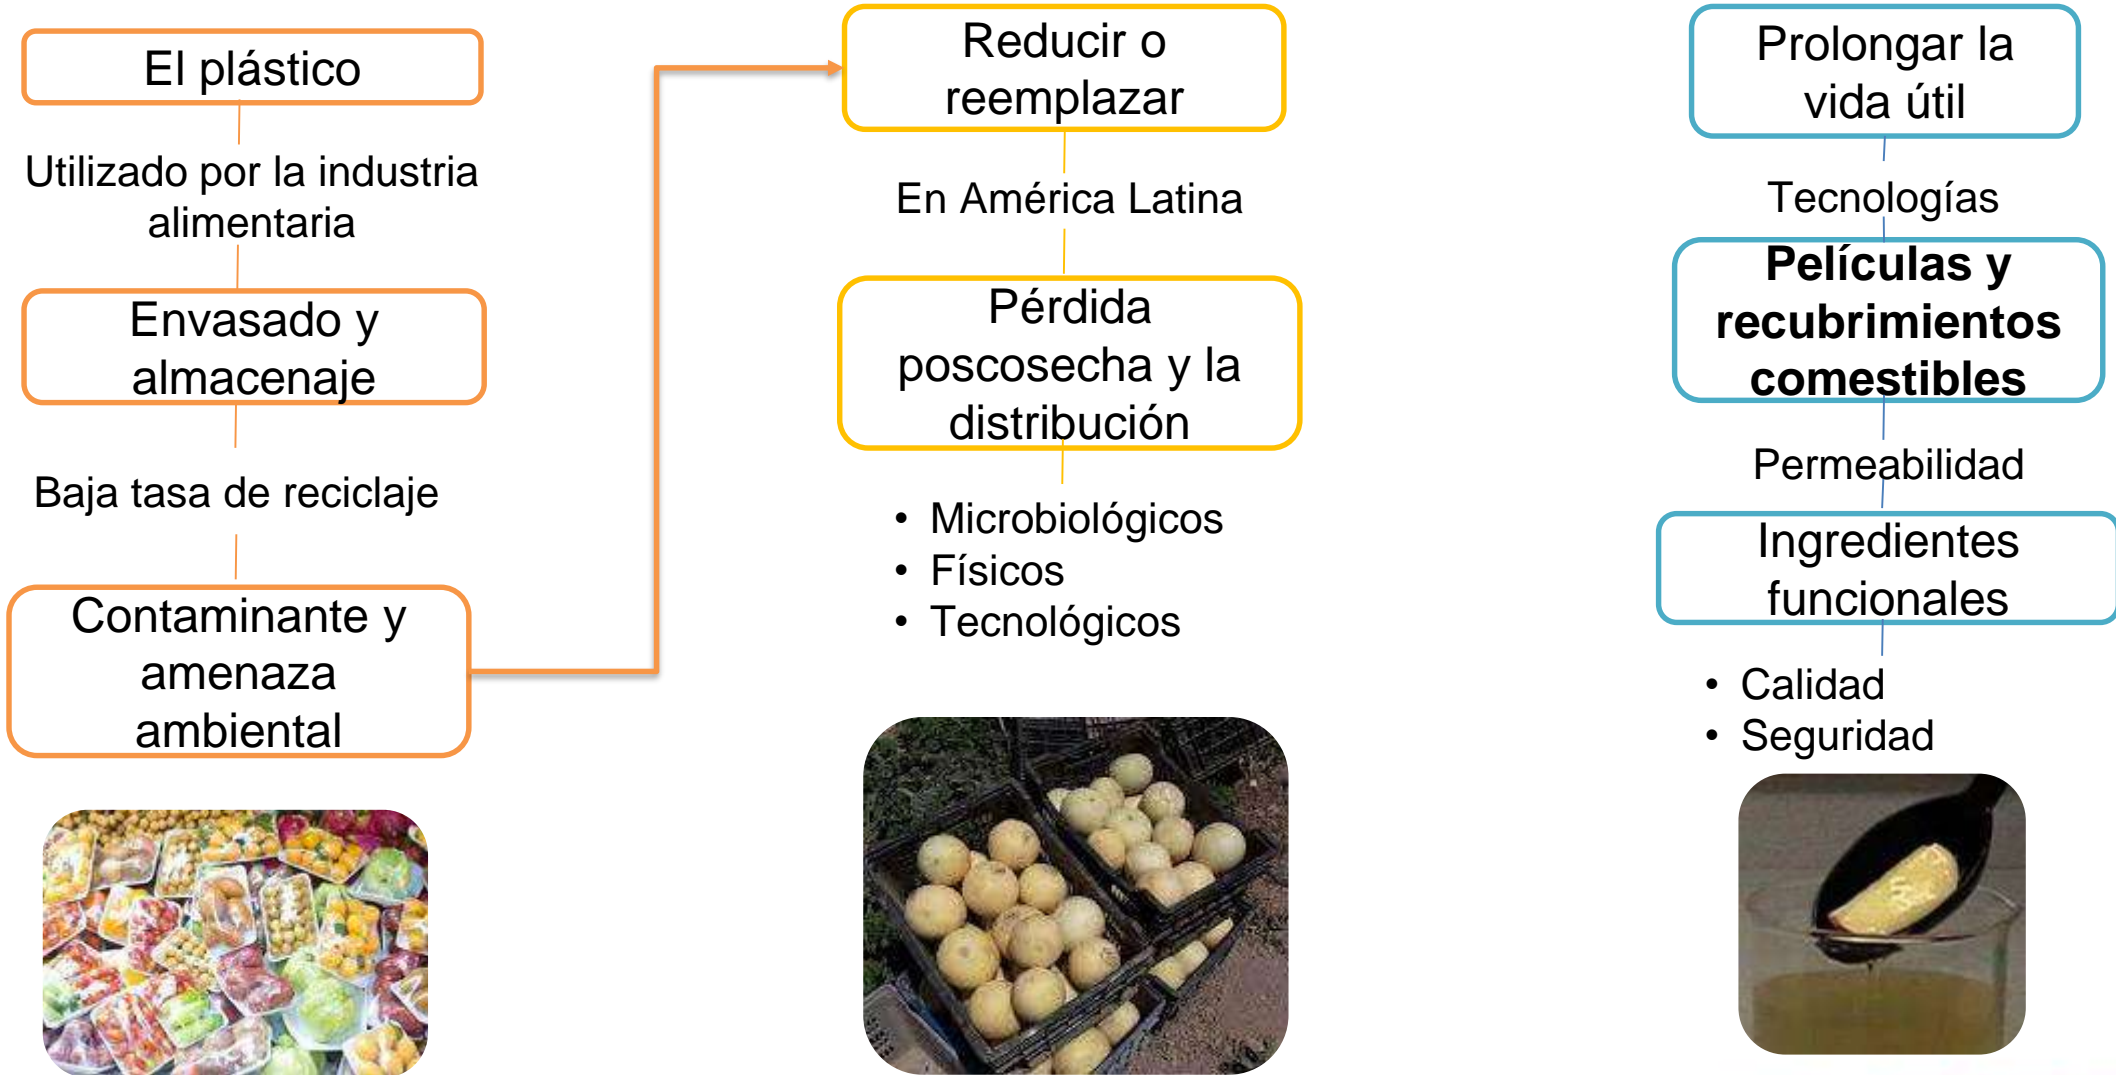 El plástico
Utilizado por la industria
alimentaria
Envasado y
almacenaje
Baja tasa de reciclaje
Contaminante y
amenaza
ambiental
Reducir o
reemplazar
En América Latina
Pérdida
poscosecha y la
distribución
• Microbiológicos
• Físicos
• Tecnológicos
Prolongar la
vida útil
Tecnologías
Películas y
recubrimientos
comestibles
Permeabilidad
Ingredientes
funcionales
• Calidad
• Seguridad